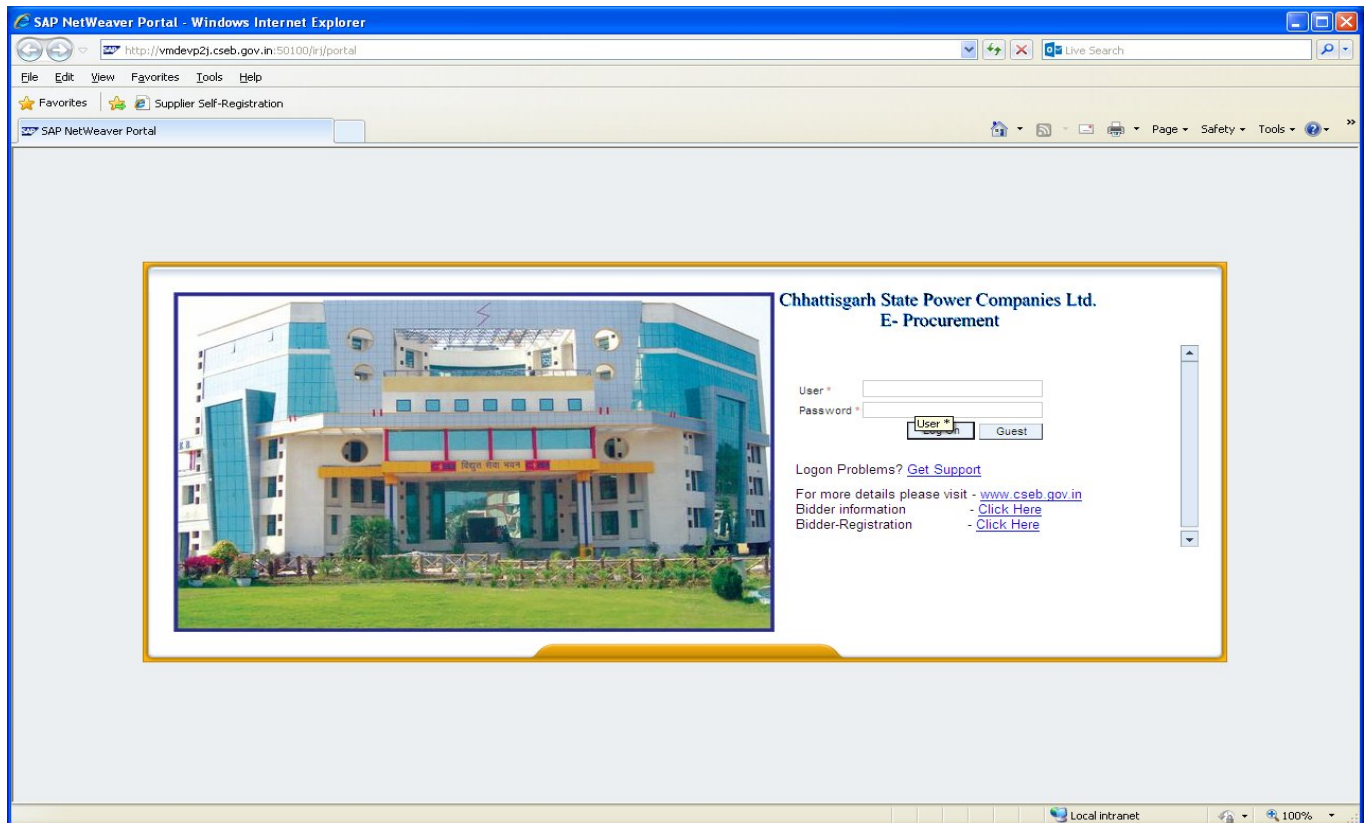 SAP NetWeaver Portal - Windows Internet Explorer
http://vmdevp2j.cseb.gov.in:50100/irj/portal
Live Search
File Edit View Favorites Tools Help
Favorites Supplier Self-Registration
SAP NetWeaver Portal
Page Safety Tools
Chhattisgarh State Power Companies Ltd.
E- Procurement
User *
Password *
User *
Guest
विद्युत सेवा भवन
Logon Problems? Get Support
For more details please visit - www.cseb.gov.in
Bidder information - Click Here
Bidder-Registration - Click Here
Local intranet 100%